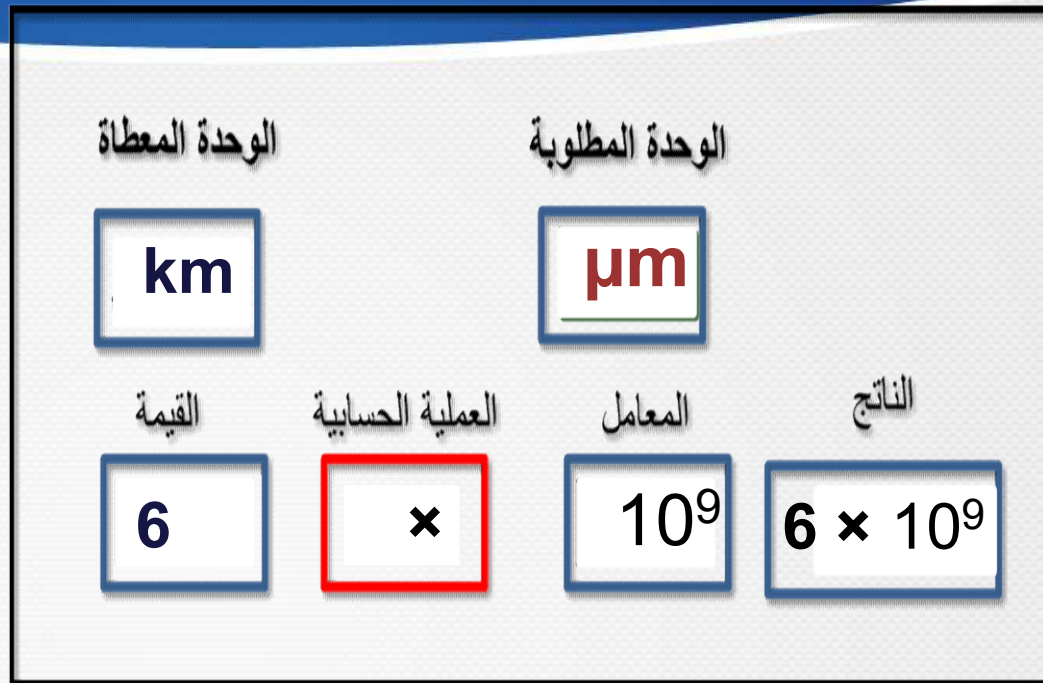 الوحدة المعطاة
الوحدة المطلوبة
km
µm
القيمة
العملية الحسابية
المعامل
الناتج
6
×
10⁹
6 × 10⁹